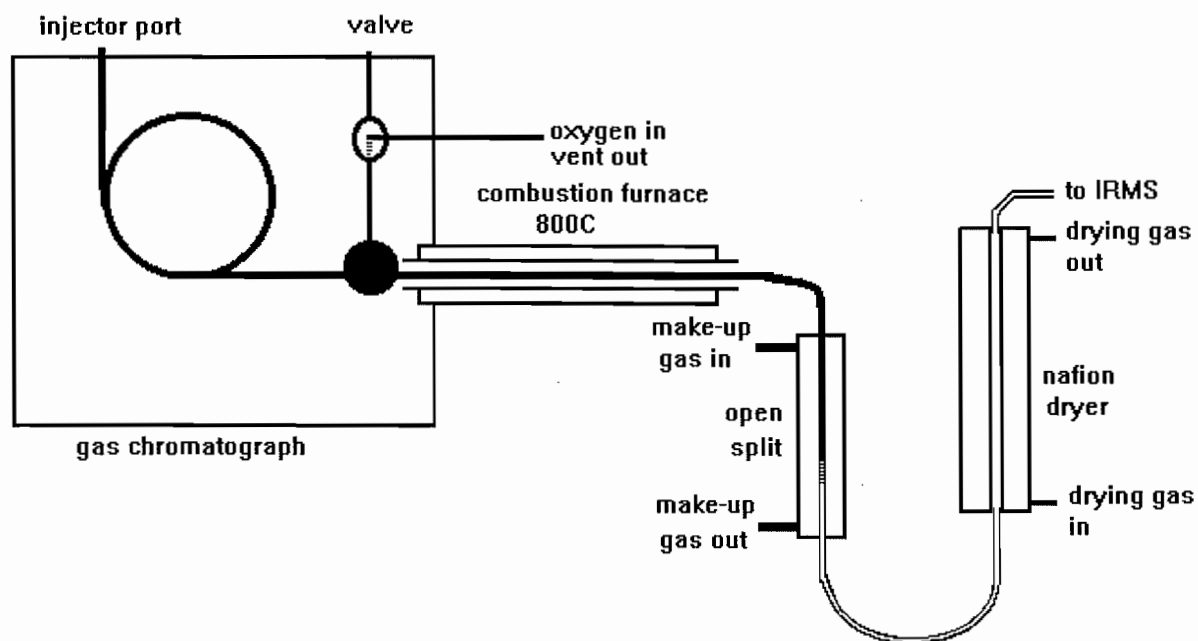 injector port
valve
oxygen in
vent out
combustion furnace
800C
to IRMS
drying gas
out
make-up
gas in
nafion
dryer
open
split
gas chromatograph
make-up
gas out
drying gas
in